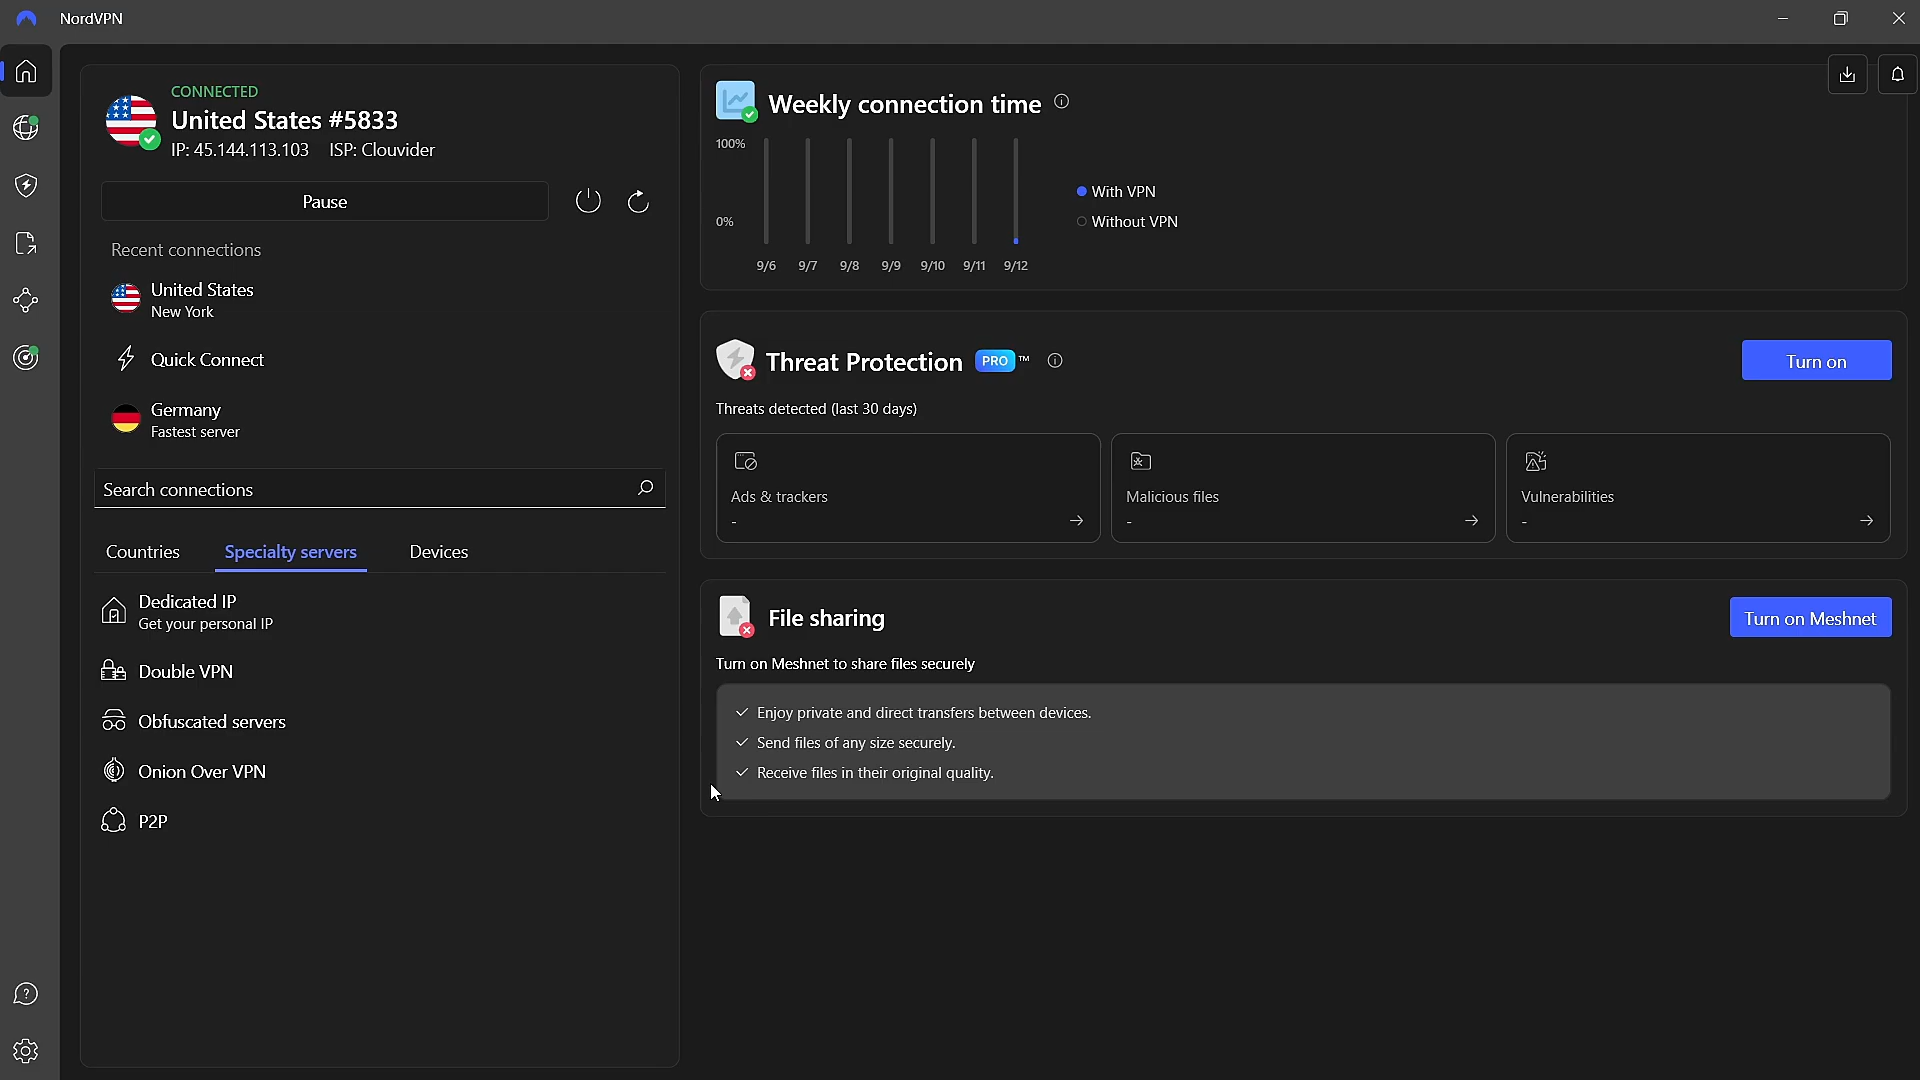 NordVPN
CONNECTED
United States #5833
IP: 45.144.113.103 ISP: Clouvider
Pause
Recent connections
United States
New York
Quick Connect
Germany
Fastest server
Search connections
Countries Specialty servers Devices
Dedicated IP
Get your personal IP
Double VPN
Obfuscated servers
Onion Over VPN
P2P
Weekly connection time
100%
0%
9/6 9/7 9/8 9/9 9/10 9/11 9/12
With VPN
Without VPN
Threat Protection PRO ™
Turn on
Threats detected (last 30 days)
Ads & trackers
-
Malicious files
-
Vulnerabilities
-
File sharing
Turn on Meshnet
Turn on Meshnet to share files securely
Enjoy private and direct transfers between devices.
Send files of any size securely.
Receive files in their original quality.